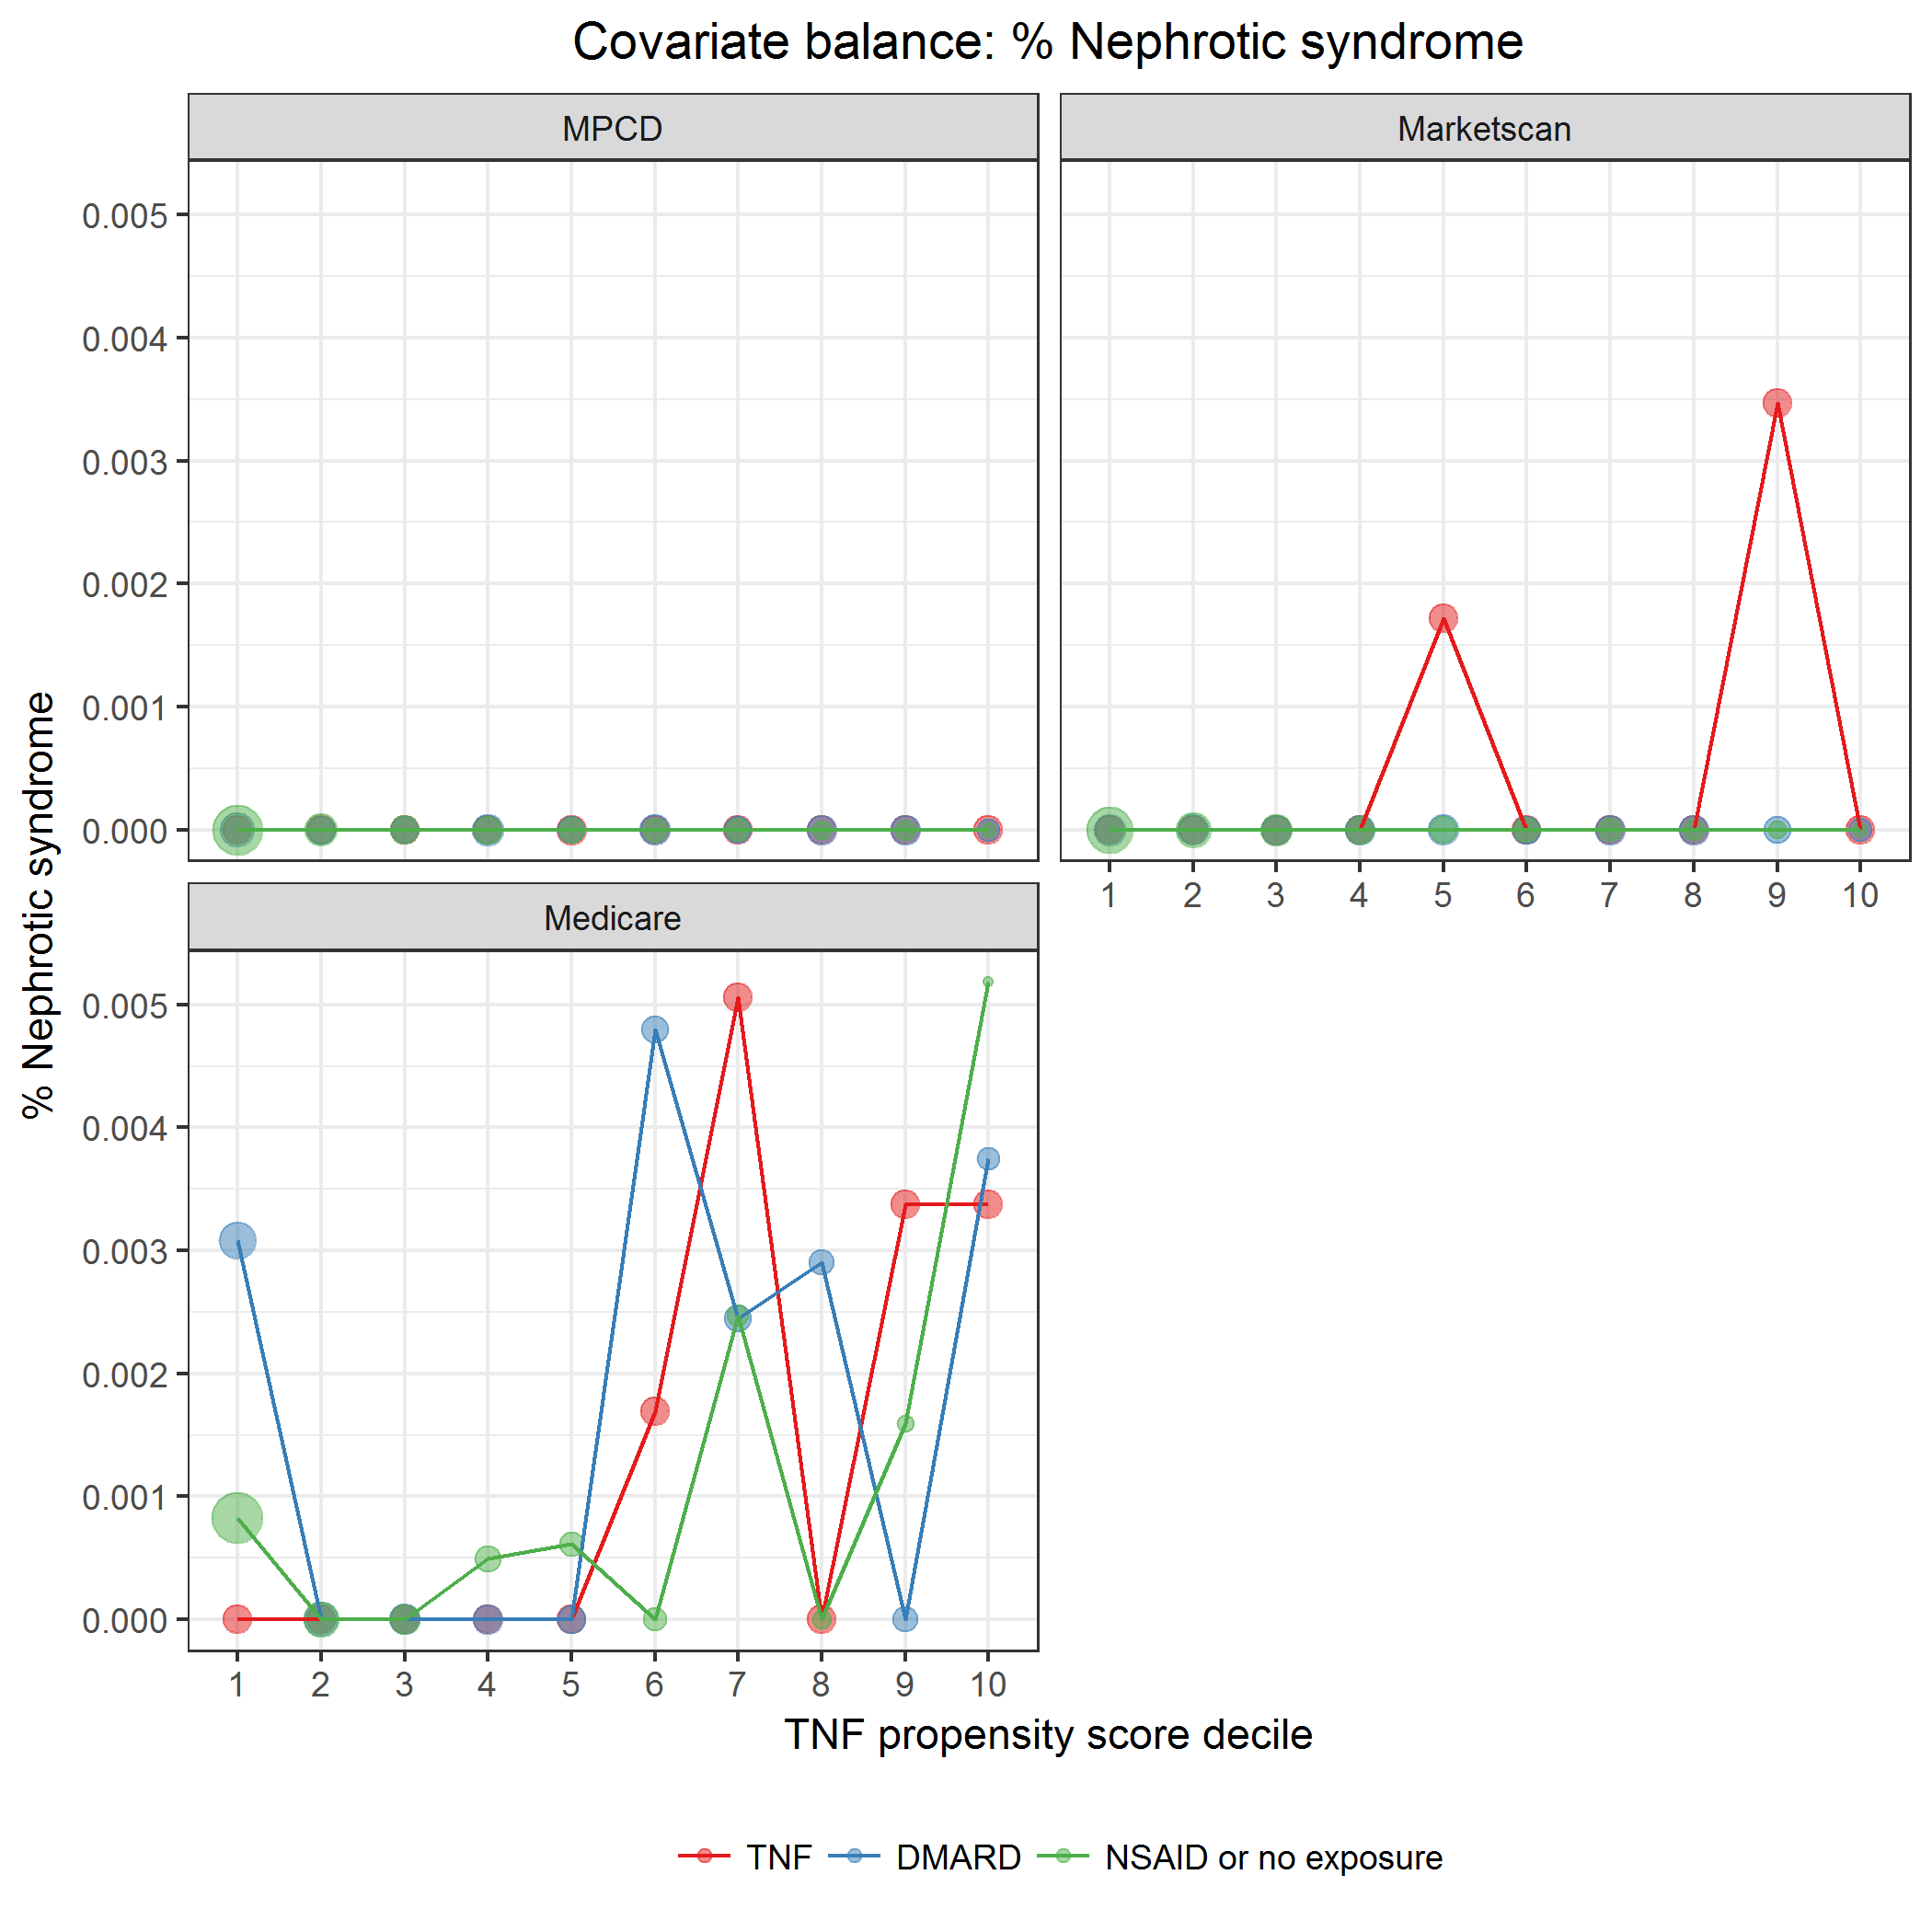 Covariate balance: % Nephrotic syndrome
MPCD
Marketscan
0.005
0.004
0.003
0.002
0.001
0.000
1 2 3 4 5 6 7 8 9 10
Medicare
% Nephrotic syndrome
0.005
0.004
0.003
0.002
0.001
0.000
1 2 3 4 5 6 7 8 9 10
TNF propensity score decile
TNF DMARD NSAID or no exposure